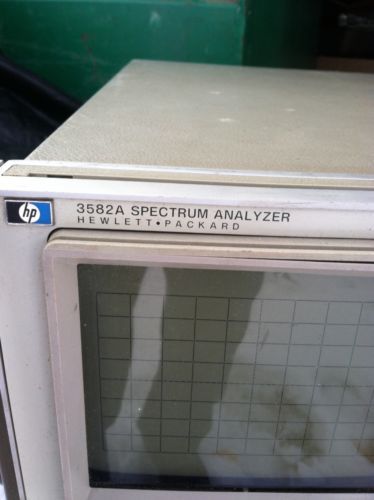 hp
3582A SPECTRUM ANALYZER
HEWLETT•PACKARD